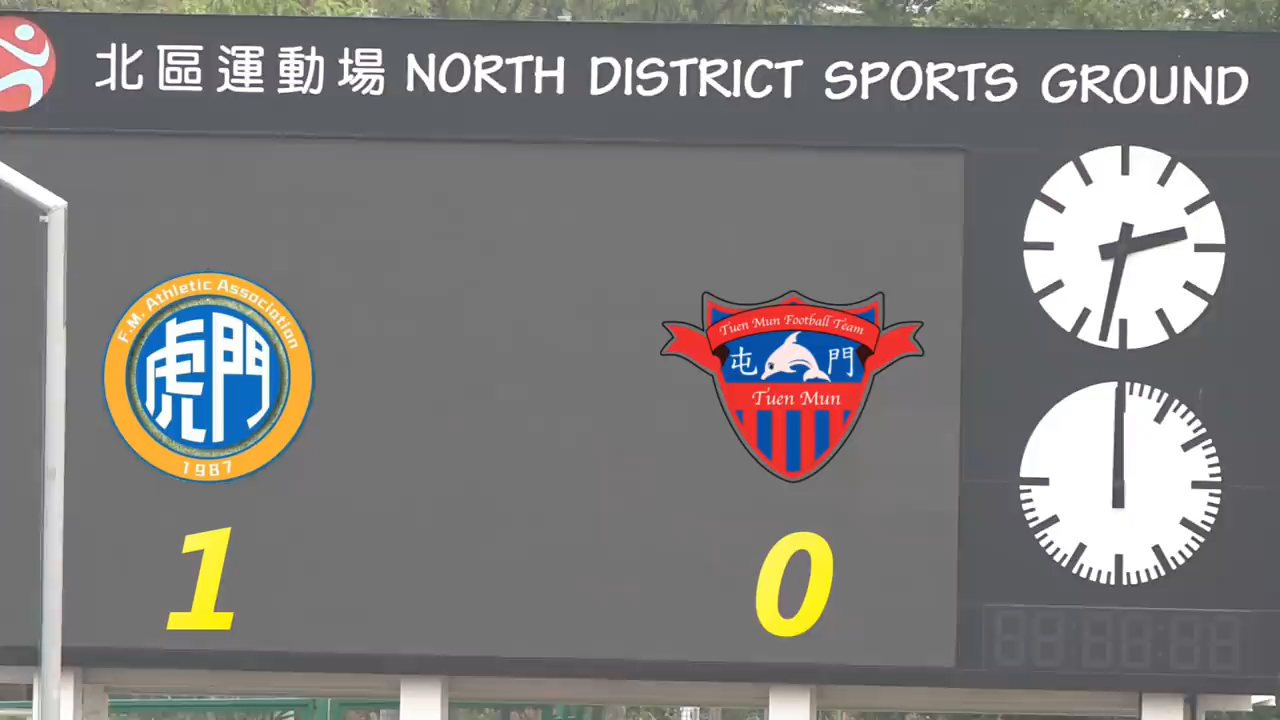 北區運動場 NORTH DISTRICT SPORTS GROUND
F.M. Athletic Association
虎門
1987
Tuen Mun Football Team
屯門
Tuen Mun
1
0